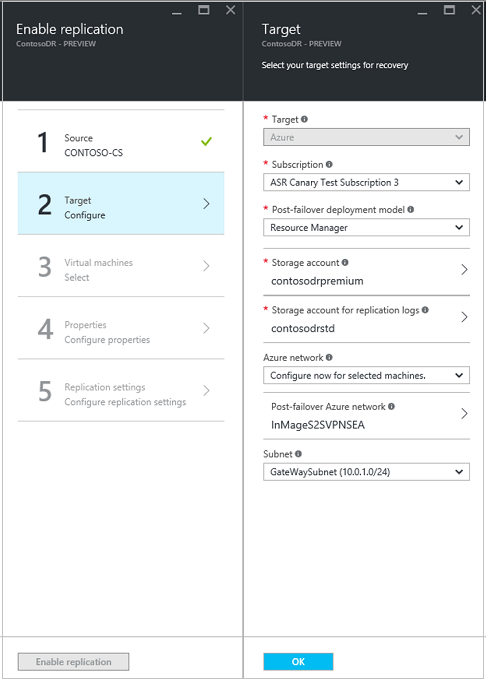 Enable replication
ContosoDR - PREVIEW
1
Source
CONTOSO-CS
2
Target
Configure
3
Virtual machines
Select
4
Properties
Configure properties
5
Replication settings
Configure replication settings
Enable replication
Target
ContosoDR - PREVIEW
Select your target settings for recovery
* Target
Azure
* Subscription
ASR Canary Test Subscription 3
* Post-failover deployment model
Resource Manager
* Storage account
contosodrpremium
* Storage account for replication logs
contosodrstd
Azure network
Configure now for selected machines.
Post-failover Azure network
InMageS2SVPNSEA
Subnet
GateWaySubnet (10.0.1.0/24)
OK